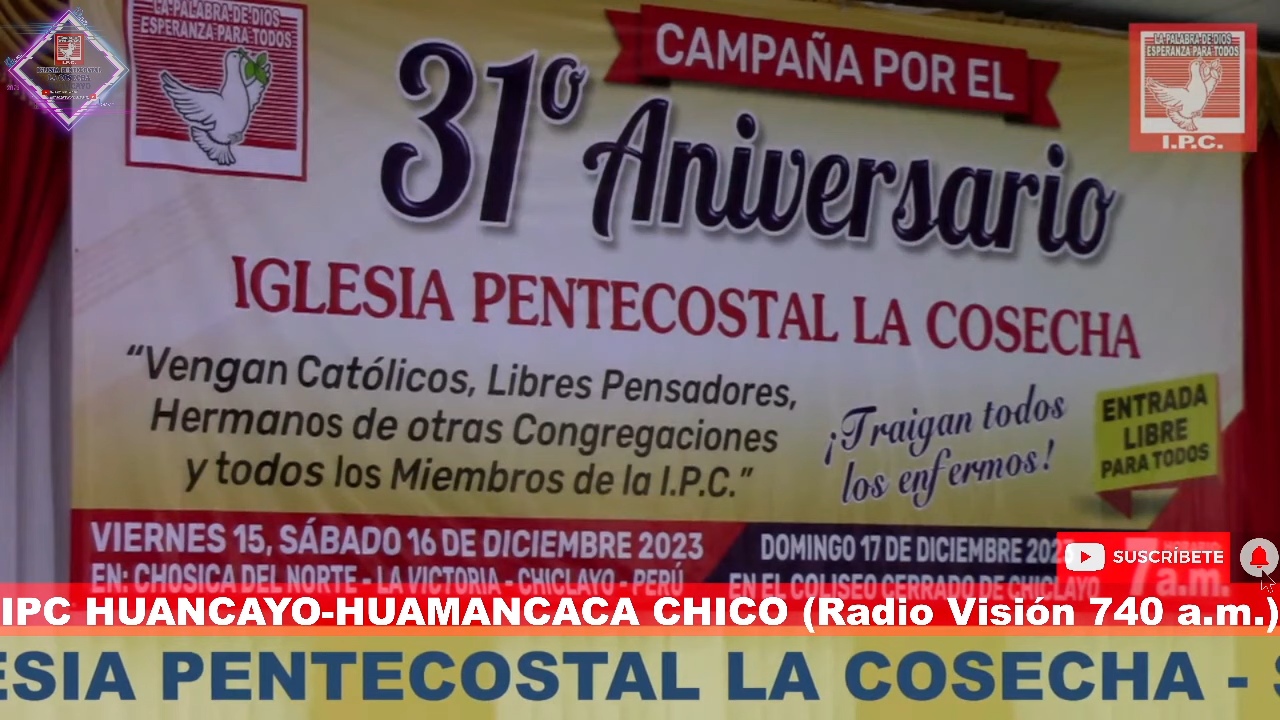 LA PALABRA DE DIOS
ESPERANZA PARA TODOS
CAMPAÑA POR EL
31º Aniversario
IGLESIA PENTECOSTAL LA COSECHA
“Vengan Católicos, Libres Pensadores,
Hermanos de otras Congregaciones
y todos los Miembros de la I.P.C.”
¡Traigan todos
los enfermos!
ENTRADA
LIBRE
PARA TODOS
VIERNES 15, SÁBADO 16 DE DICIEMBRE 2023
EN: CHOSICA DEL NORTE - LA VICTORIA - CHICLAYO - PERÚ
DOMINGO 17 DE DICIEMBRE 2023
EN EL COLISEO CERRADO DE CHICLAYO
7a.m.
LA PALABRA DE DIOS
ESPERANZA PARA TODOS
I.P.C.
SUSCRÍBETE
IPC HUANCAYO-HUAMANCACA CHICO (Radio Visión 740 a.m.)
ESIA PENTECOSTAL LA COSECHA -